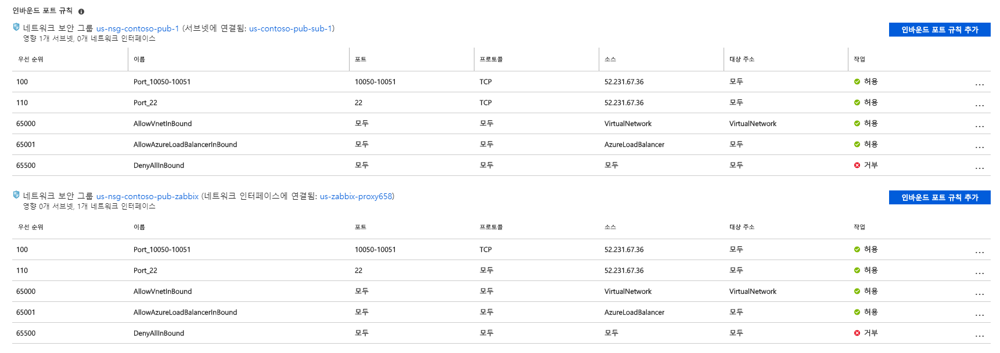 인바운드 포트 규칙
네트워크 보안 그룹 us-nsg-contoso-pub-1 (서브넷에 연결됨: us-contoso-pub-sub-1)
영향 1개 서브넷, 0개 네트워크 인터페이스
인바운드 포트 규칙 추가
우선 순위 이름 포트 프로토콜 소스 대상 주소 작업
100 Port_10050-10051 10050-10051 TCP 52.231.67.36 모두 허용 ...
110 Port_22 22 TCP 52.231.67.36 모두 허용 ...
65000 AllowVnetInBound 모두 모두 VirtualNetwork VirtualNetwork 허용 ...
65001 AllowAzureLoadBalancerInBound 모두 모두 AzureLoadBalancer 모두 허용 ...
65500 DenyAllInBound 모두 모두 모두 모두 거부 ...
네트워크 보안 그룹 us-nsg-contoso-pub-zabbix (네트워크 인터페이스에 연결됨: us-zabbix-proxy658)
영향 0개 서브넷, 1개 네트워크 인터페이스
인바운드 포트 규칙 추가
우선 순위 이름 포트 프로토콜 소스 대상 주소 작업
100 Port_10050-10051 10050-10051 TCP 52.231.67.36 모두 허용 ...
110 Port_22 22 모두 52.231.67.36 모두 허용 ...
65000 AllowVnetInBound 모두 모두 VirtualNetwork VirtualNetwork 허용 ...
65001 AllowAzureLoadBalancerInBound 모두 모두 AzureLoadBalancer 모두 허용 ...
65500 DenyAllInBound 모두 모두 모두 모두 거부 ...